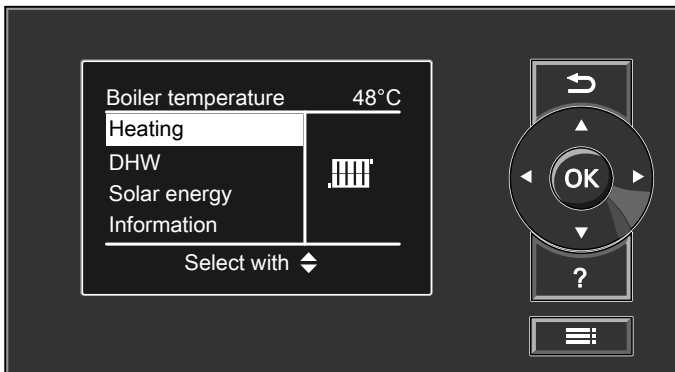 Boiler temperature 48°C
Heating
DHW
Solar energy
Information
Select with
OK
?